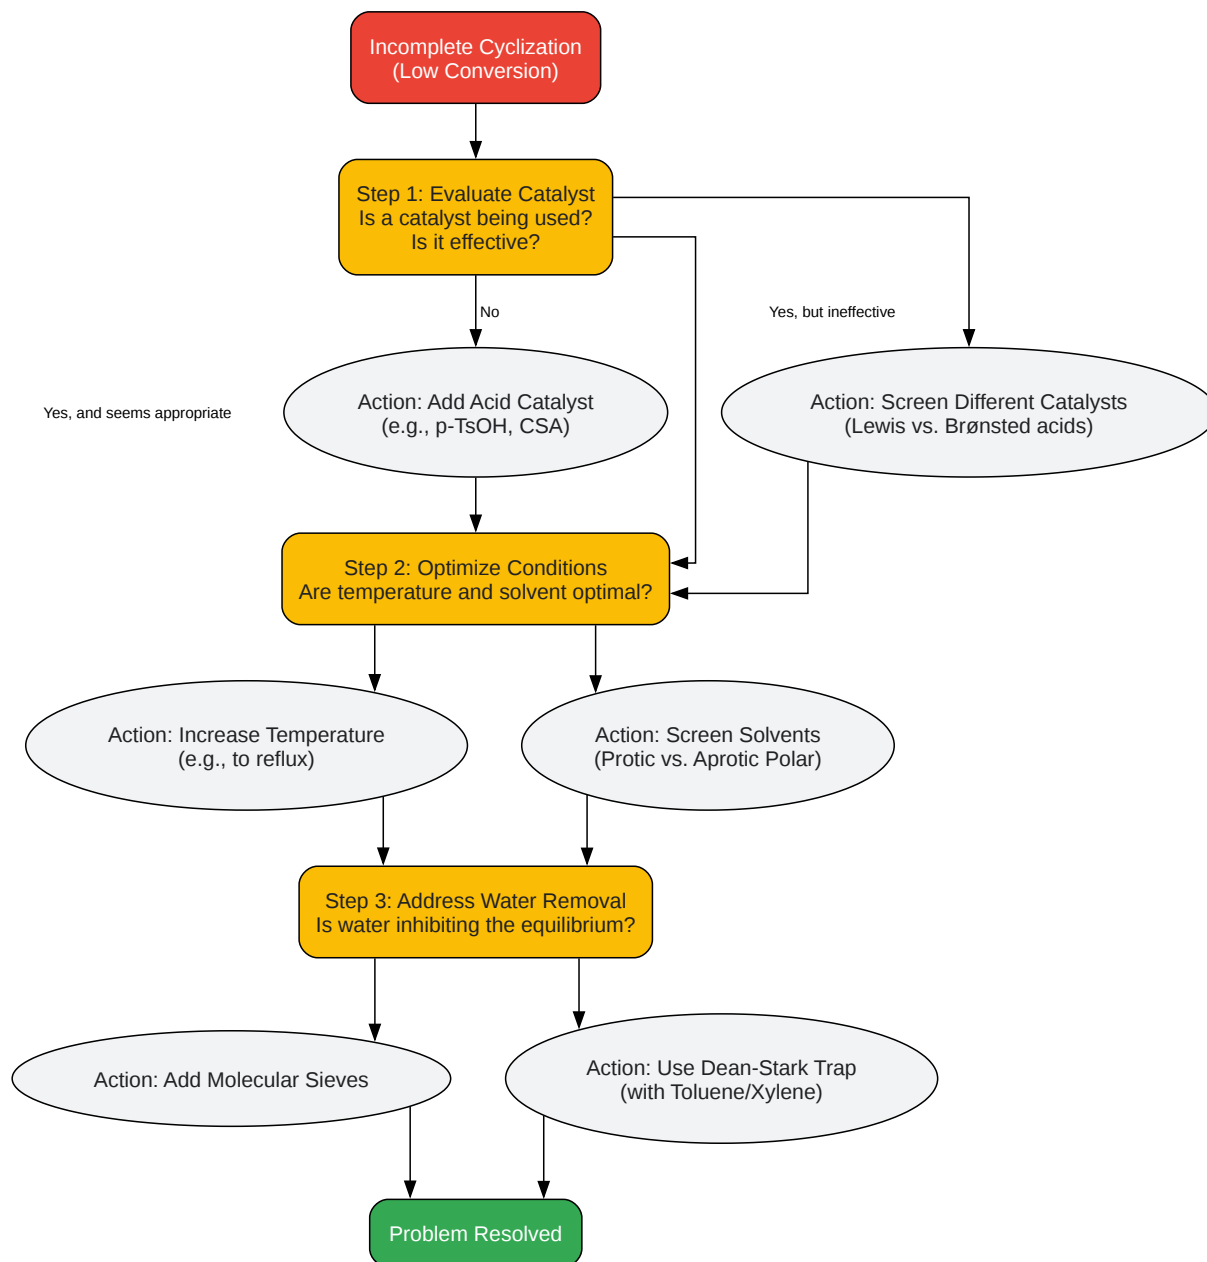 Incomplete Cyclization
(Low Conversion)
Step 1: Evaluate Catalyst
Is a catalyst being used?
Is it effective?
No
Yes, but ineffective
Yes, and seems appropriate
Action: Add Acid Catalyst
(e.g., p-TsOH, CSA)
Action: Screen Different Catalysts
(Lewis vs. Brønsted acids)
Step 2: Optimize Conditions
Are temperature and solvent optimal?
Action: Increase Temperature
(e.g., to reflux)
Action: Screen Solvents
(Protic vs. Aprotic Polar)
Step 3: Address Water Removal
Is water inhibiting the equilibrium?
Action: Add Molecular Sieves
Action: Use Dean-Stark Trap
(with Toluene/Xylene)
Problem Resolved